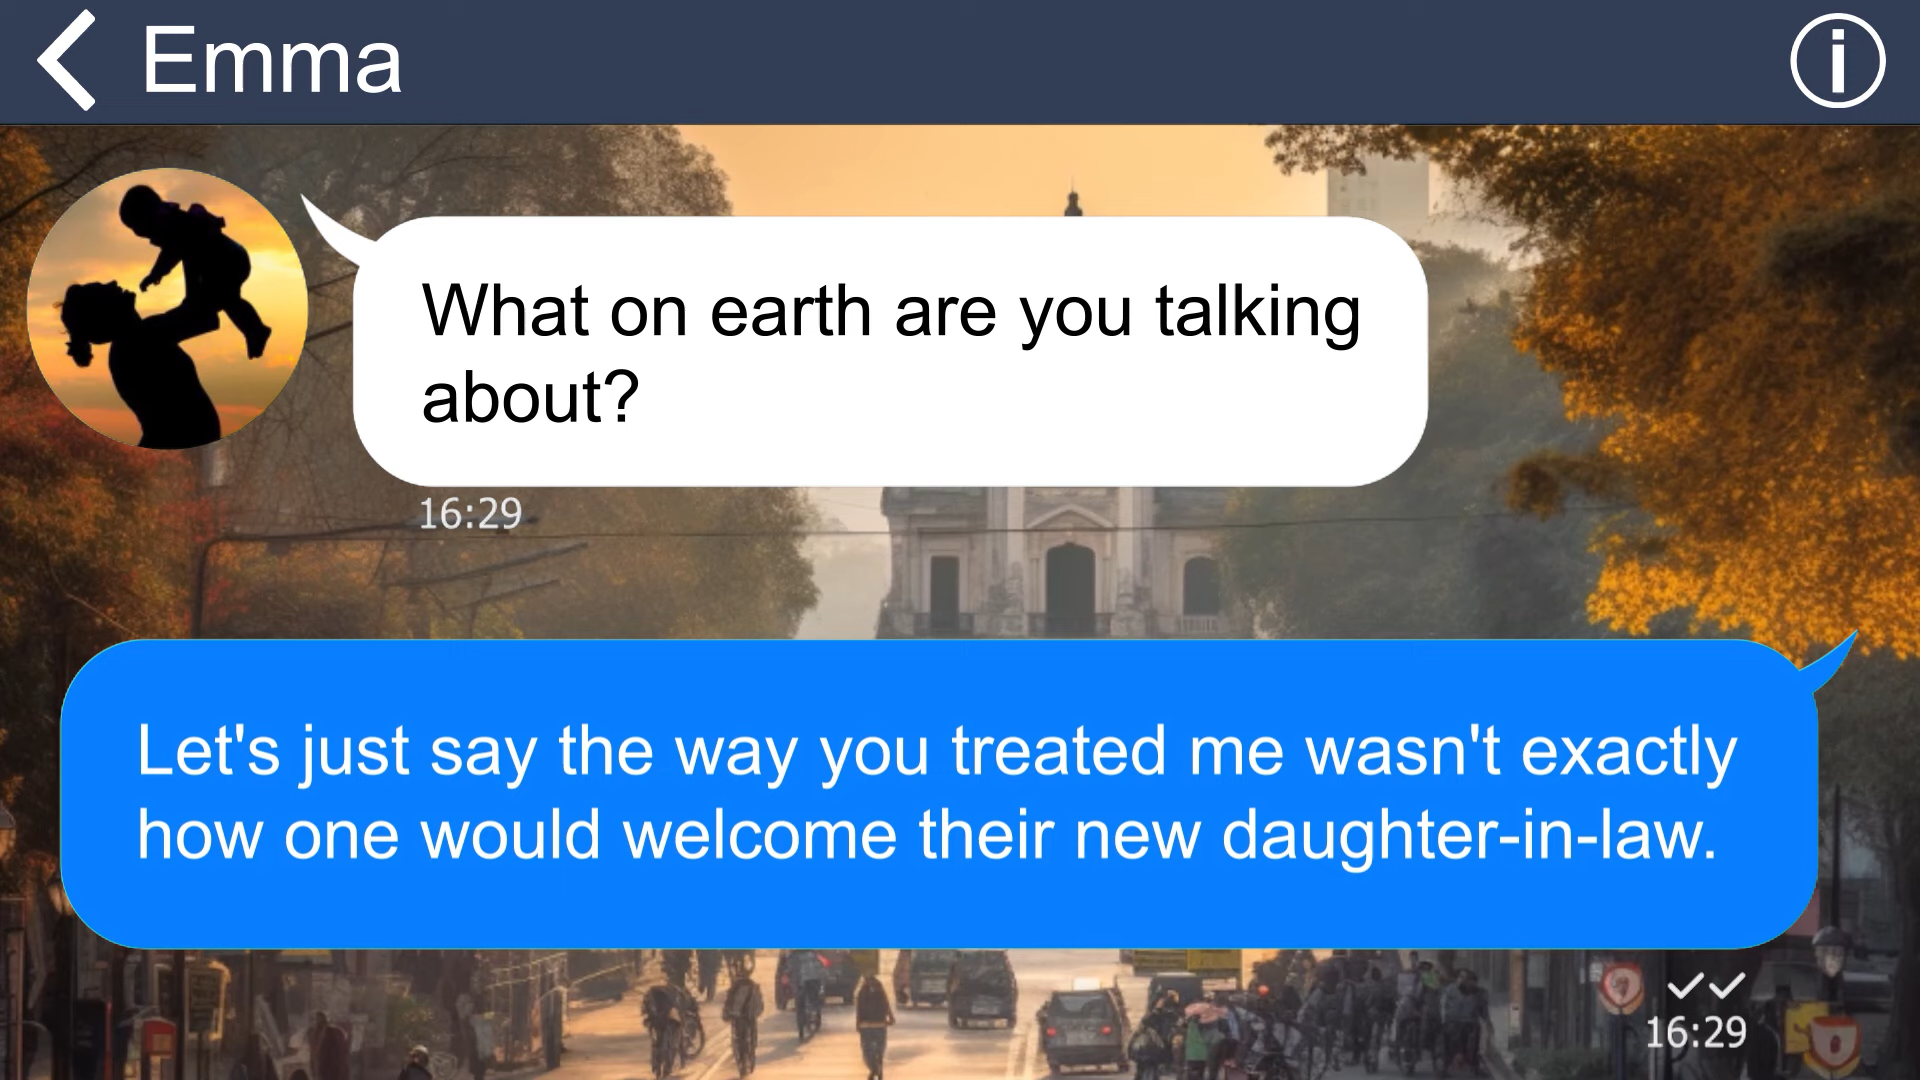 Emma
What on earth are you talking
about?
16:29
Let's just say the way you treated me wasn't exactly
how one would welcome their new daughter-in-law.
16:29